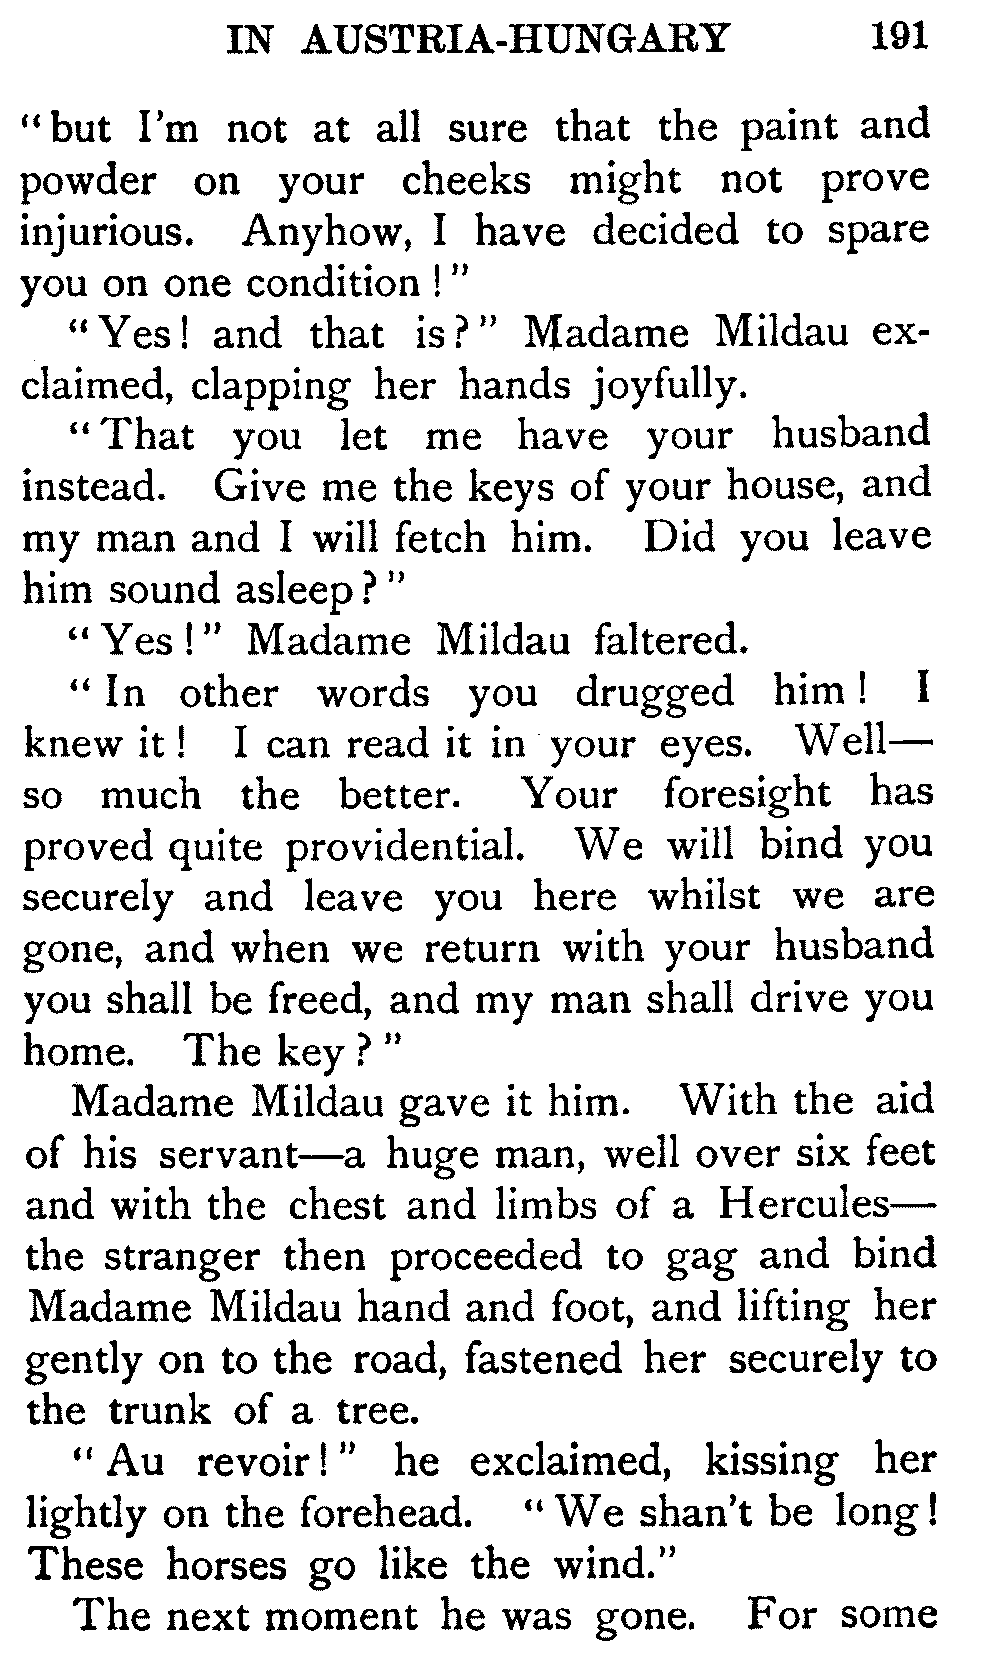 IN AUSTRIA-HUNGARY 191
"but I'm not at all sure that the paint and
powder on your cheeks might not prove
injurious. Anyhow, I have decided to spare
you on one condition!"
"Yes! and that is?" Madame Mildau ex-
claimed, clapping her hands joyfully.
"That you let me have your husband
instead. Give me the keys of your house, and
my man and I will fetch him. Did you leave
him sound asleep?"
"Yes!" Madame Mildau faltered.
"In other words you drugged him! I
knew it! I can read it in your eyes. Well—
so much the better. Your foresight has
proved quite providential. We will bind you
securely and leave you here whilst we are
gone, and when we return with your husband
you shall be freed, and my man shall drive you
home. The key?"
Madame Mildau gave it him. With the aid
of his servant—a huge man, well over six feet
and with the chest and limbs of a Hercules—
the stranger then proceeded to gag and bind
Madame Mildau hand and foot, and lifting her
gently on to the road, fastened her securely to
the trunk of a tree.
"Au revoir!" he exclaimed, kissing her
lightly on the forehead. "We shan't be long!
These horses go like the wind."
The next moment he was gone. For some